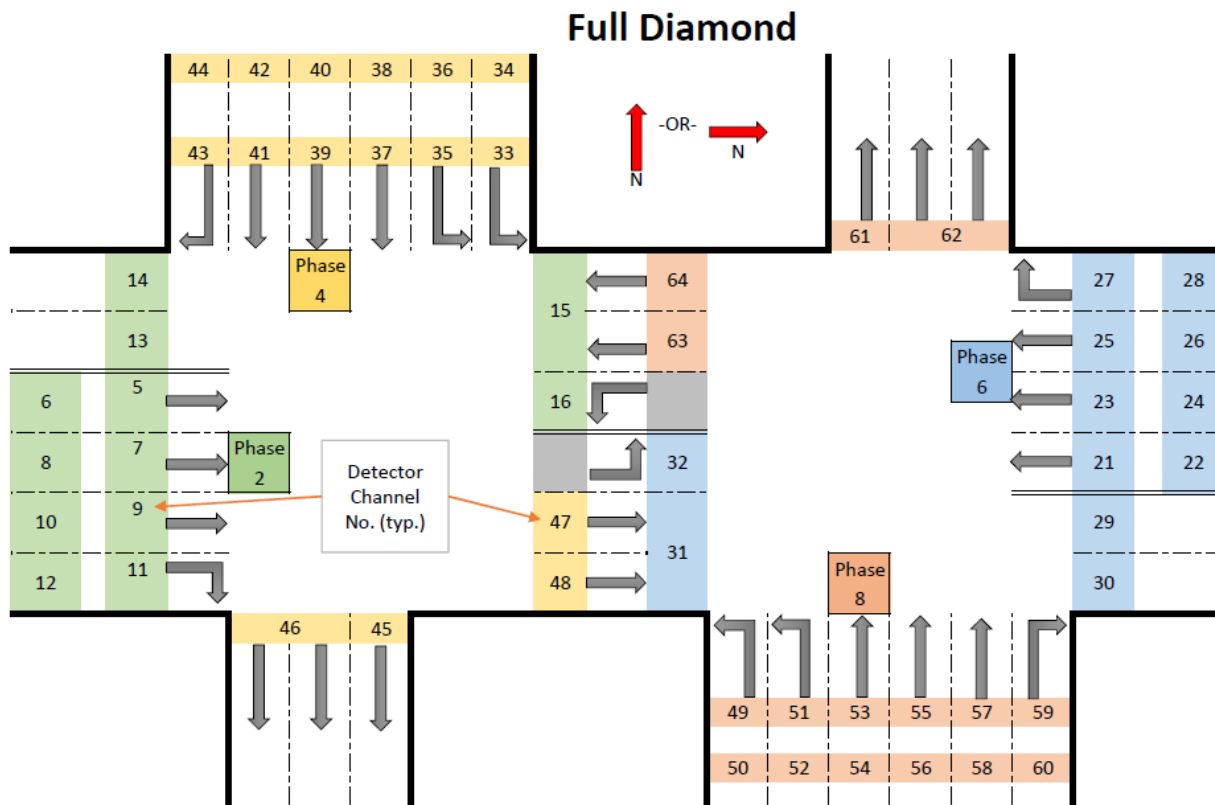 Full Diamond
44 42 40 38 36 34
-OR-
N
N
43 41 39 37 35 33
61 62
14
Phase
4
15
64
27 28
13
63
Phase
6
25 26
6 5
16
23 24
8 7
Phase
2
Detector
Channel
No. (typ.)
32
21 22
10 9
47
31
29
12 11
48
Phase
8
30
46 45
49 51 53 55 57 59
50 52 54 56 58 60